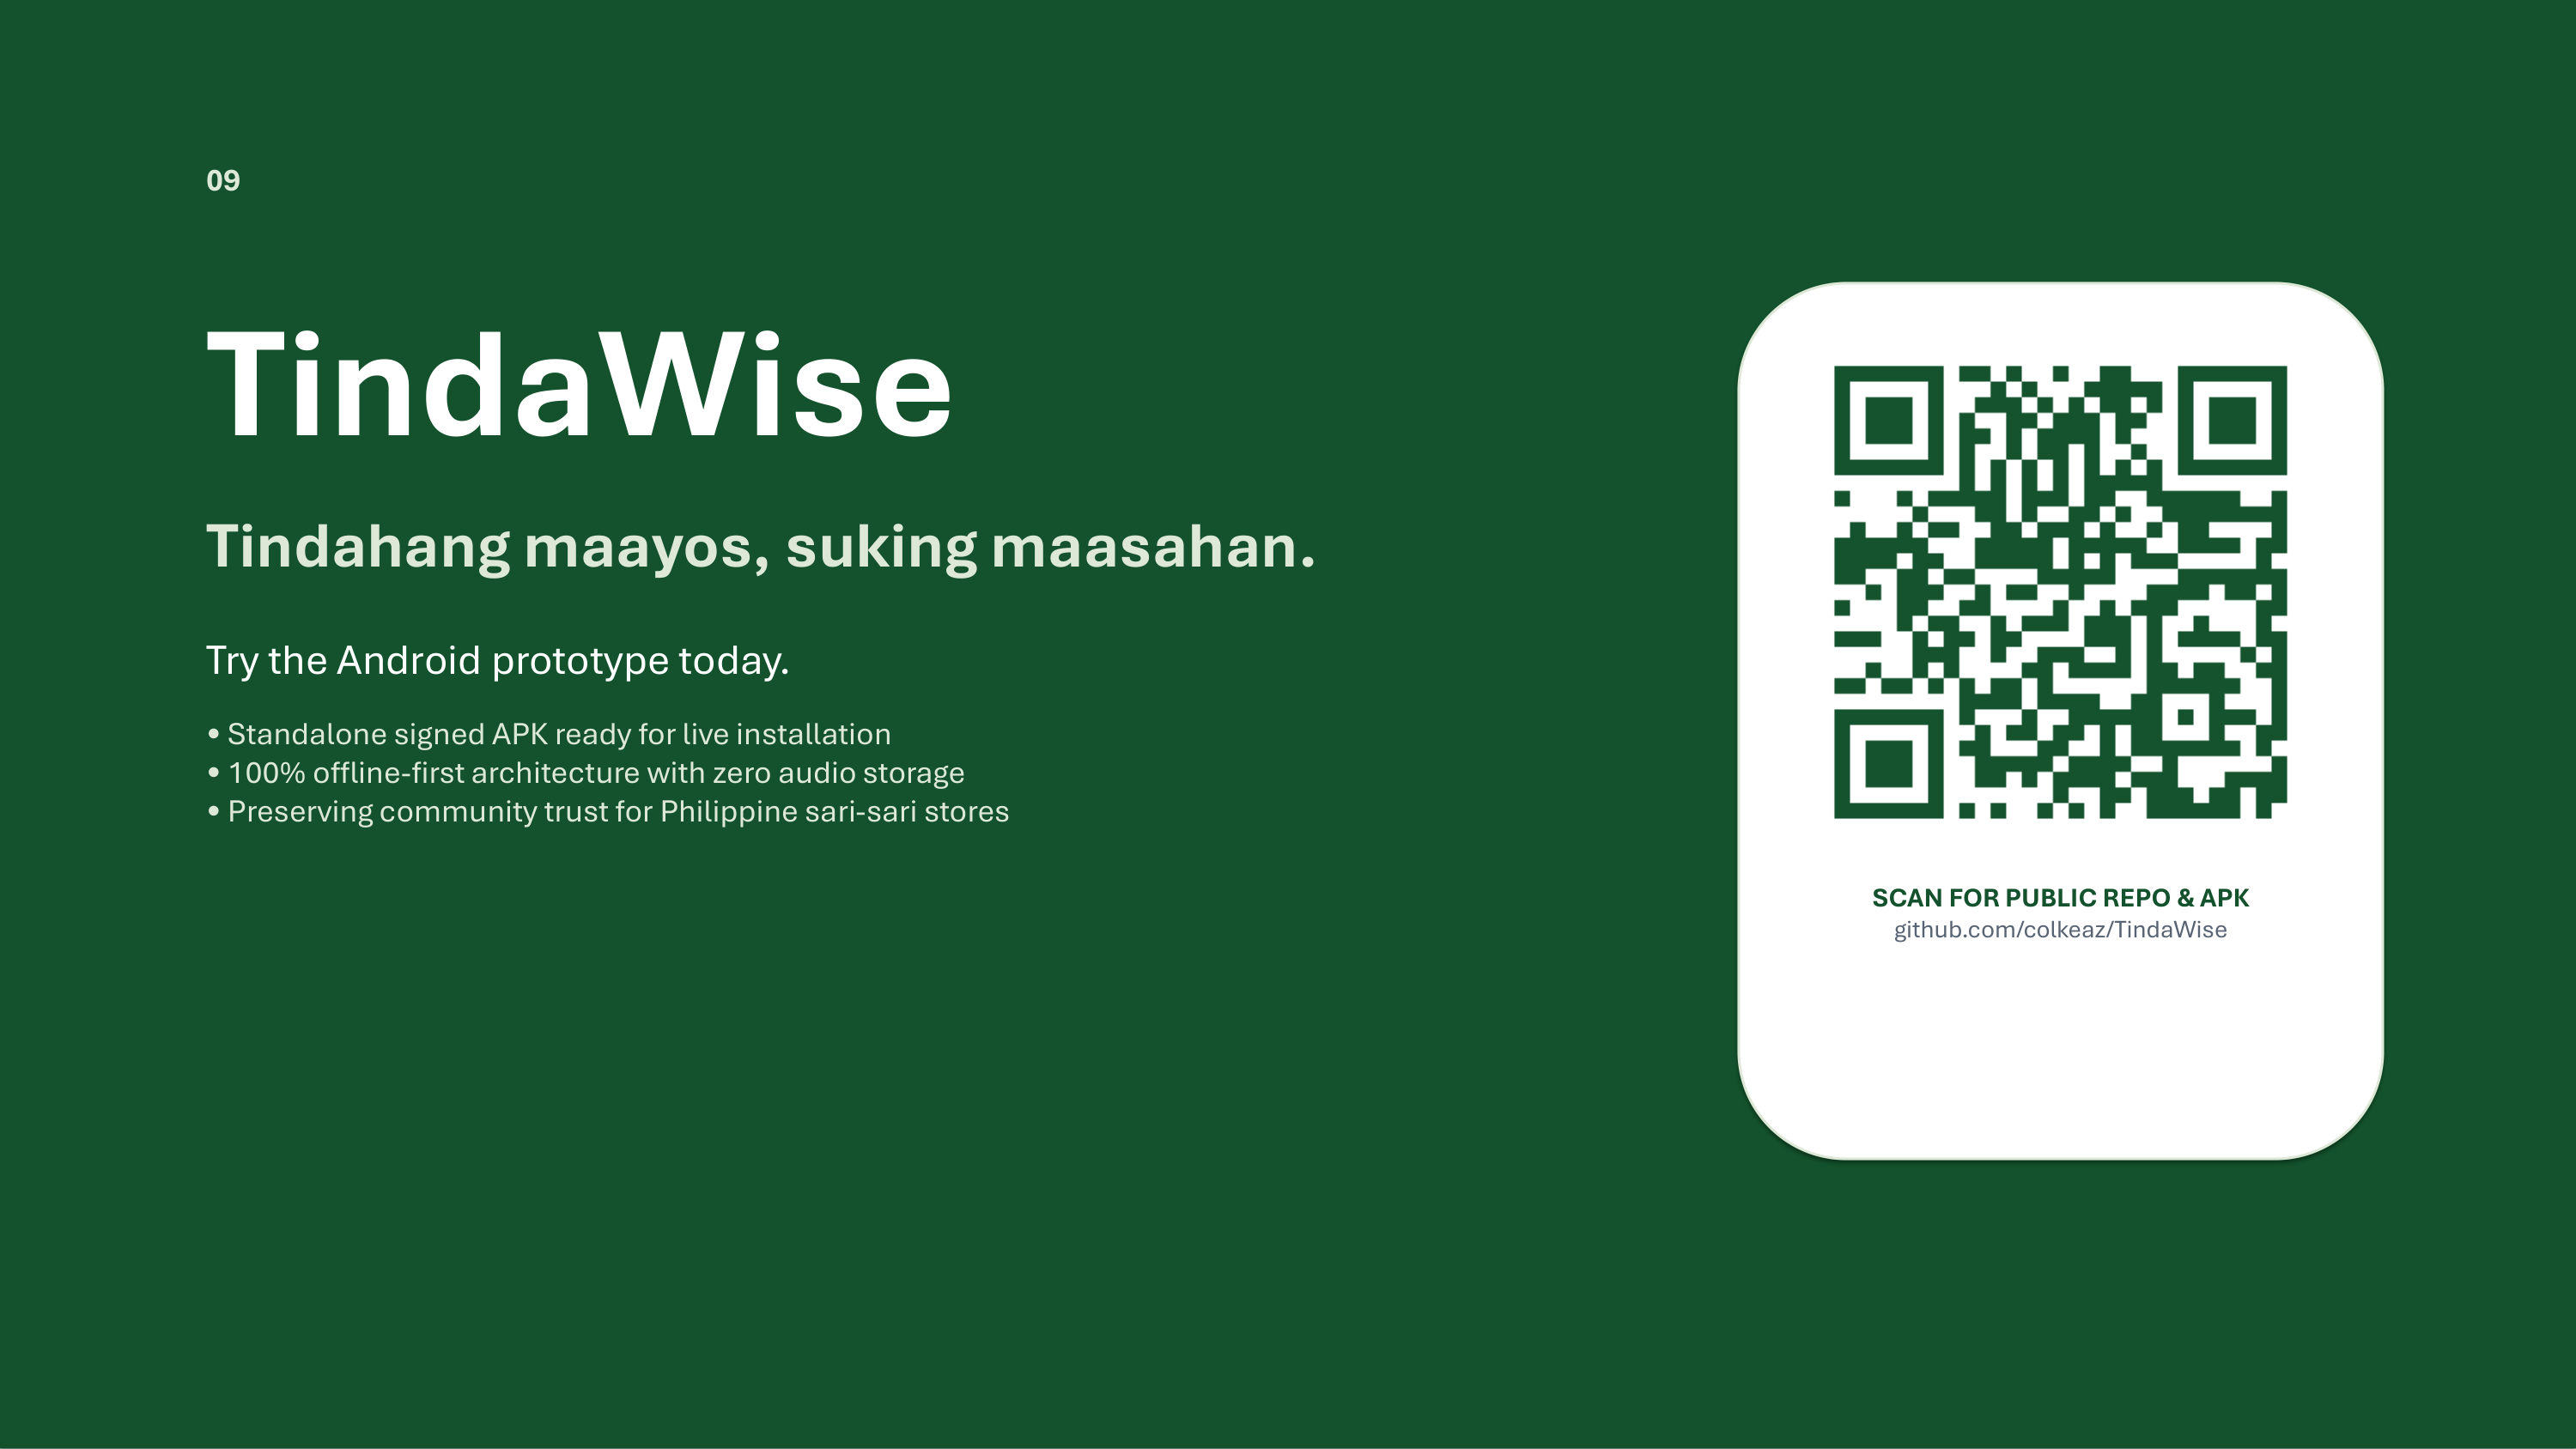 09
TindaWise
Tindahang maayos, suking maasahan.
Try the Android prototype today.
• Standalone signed APK ready for live installation
• 100% offline-first architecture with zero audio storage
• Preserving community trust for Philippine sari-sari stores
SCAN FOR PUBLIC REPO & APK
github.com/colkeaz/TindaWise